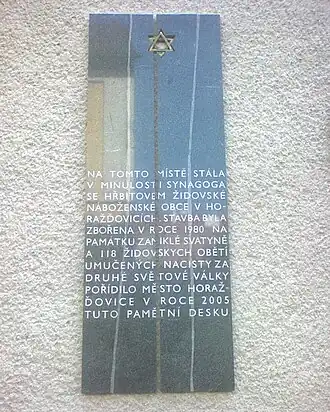 NA TOMTO MÍSTĚ STÁLA
V MINULOSTI SYNAGOGA
SE HŘBITOVEM ŽIDOVSKÉ
NÁBOŽENSKÉ OBCE V HO-
RAŽĎOVICÍCH. STAVBA BYLA
ZBOŘENA V ROCE 1980 NA
PAMÁTKU ZANIKLÉ SVATYNĚ
A 118 ŽIDOVSKÝCH OBĚTÍ
UMUČENÝCH NACISTY ZA
DRUHÉ SVĚTOVÉ VÁLKY
POŘÍDILO MĚSTO HORAŽ-
ĎOVICE V ROCE 2005
TUTO PAMĚTNÍ DESKU